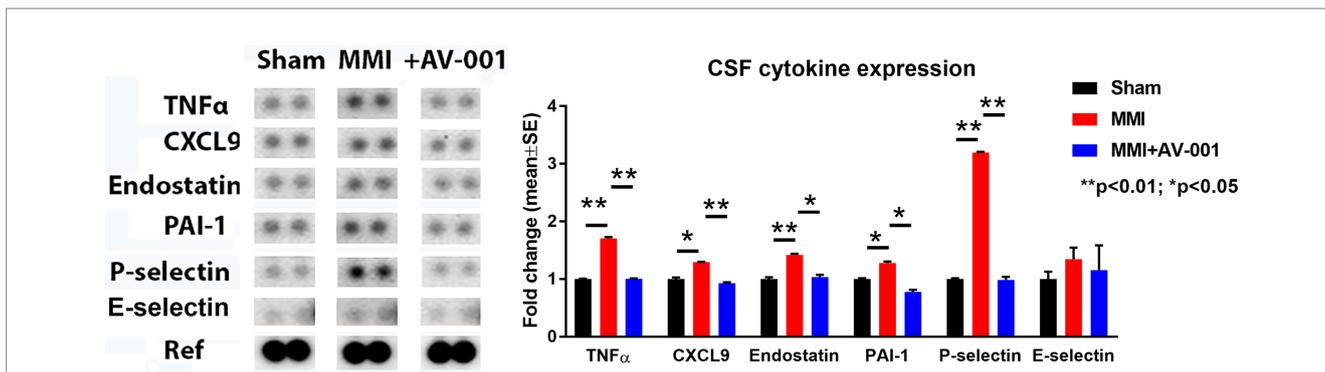 Sham MMI +AV-001
TNFα
CXCL9
Endostatin
PAI-1
P-selectin
E-selectin
Ref
CSF cytokine expression
Fold change (mean±SE)
4
3
2
1
0
** **
* **
** *
* *
** **
TNFα CXCL9 Endostatin PAI-1 P-selectin E-selectin
Sham
MMI
MMI+AV-001
**p<0.01; *p<0.05